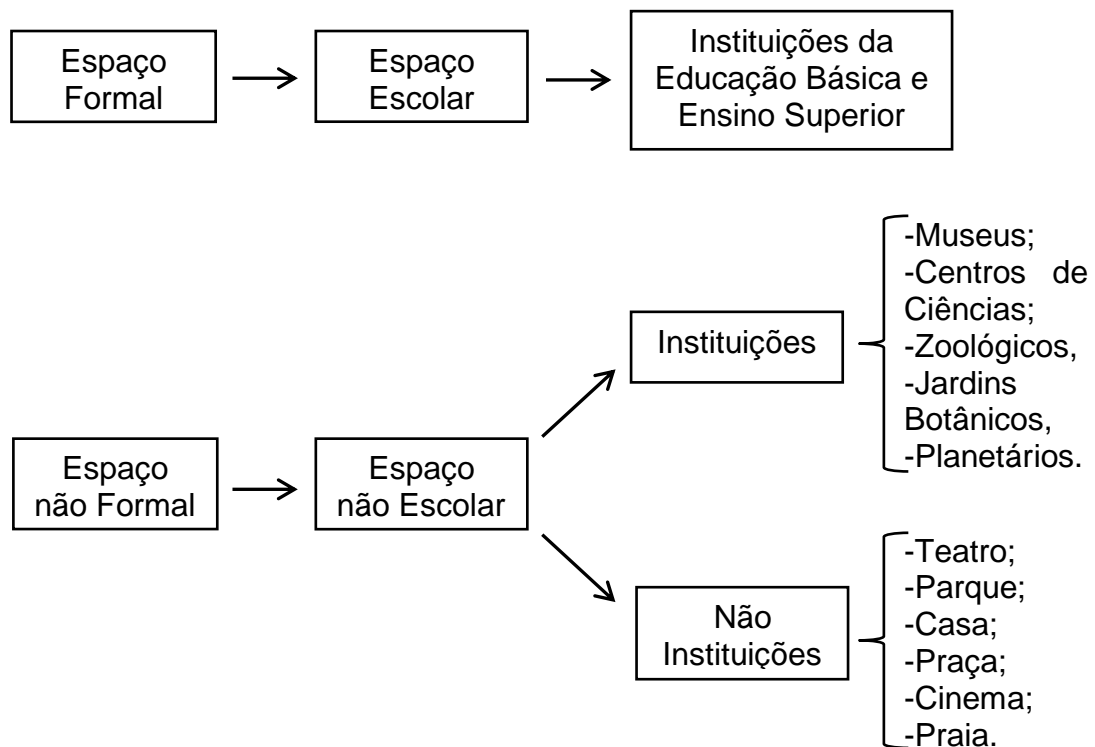 Espaço
Formal
Espaço
Escolar
Instituições da
Educação Básica e
Ensino Superior
Espaço
não Formal
Espaço
não Escolar
Instituições
-Museus;
-Centros de
Ciências;
-Zoológicos,
-Jardins
Botânicos,
-Planetários.
Não
Instituições
-Teatro;
-Parque;
-Casa;
-Praça;
-Cinema;
-Praia.